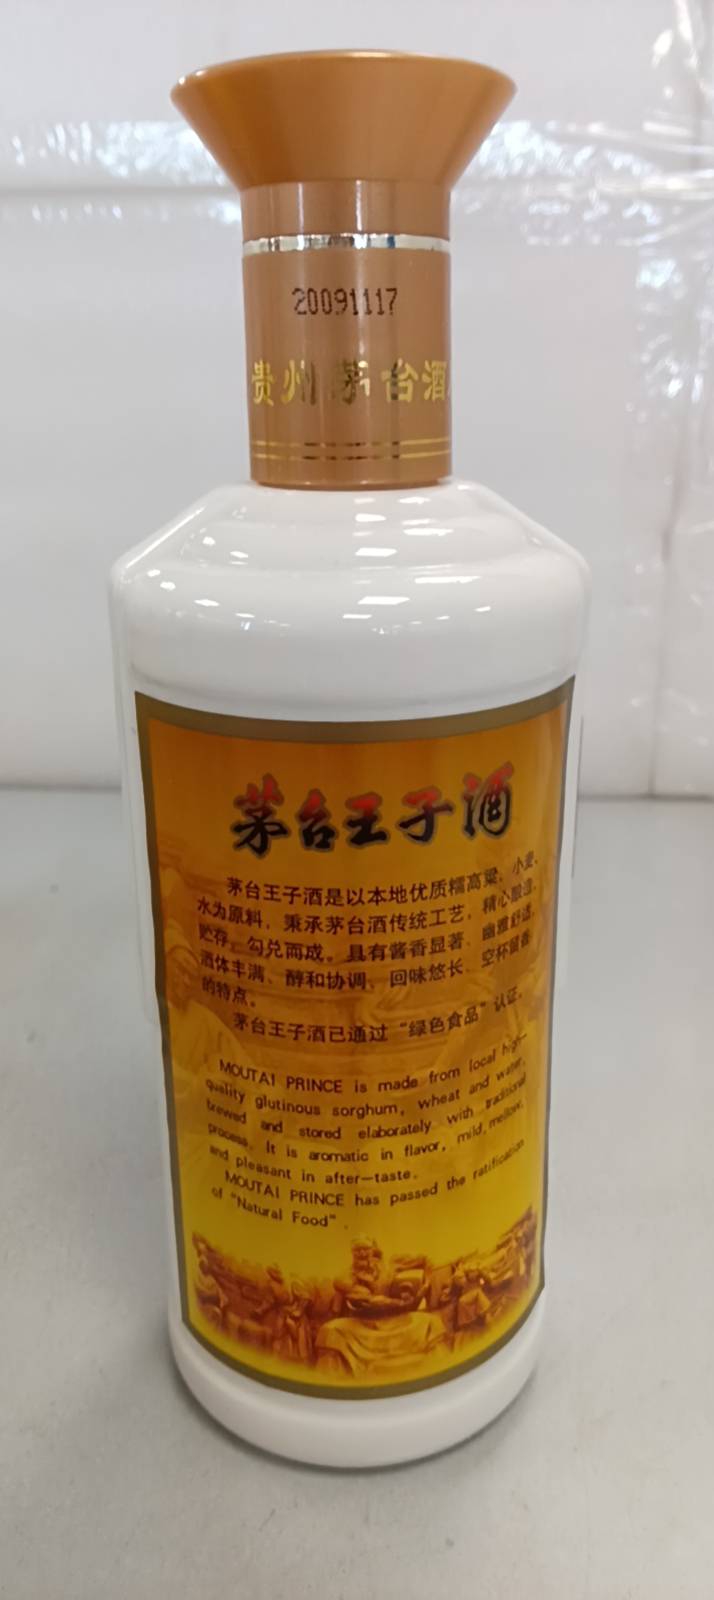 20091117
贵州茅台酒
茅台王子酒
茅台王子酒是以本地优质糯高粱、小麦、
水为原料，秉承茅台酒传统工艺，精心酿造、
贮存、勾兑而成。具有酱香显著、幽雅舒适、
酒体丰满、醇和协调、回味悠长、空杯留香
的特点。
茅台王子酒已通过“绿色食品”认证。
MOUTAI PRINCE is made from local high-
quality glutinous sorghum, wheat and water,
brewed and stored elaborately with traditional
process. It is aromatic in flavor, mild, mellow,
and pleasant in after-taste.
MOUTAI PRINCE has passed the ratification
of "Natural Food".